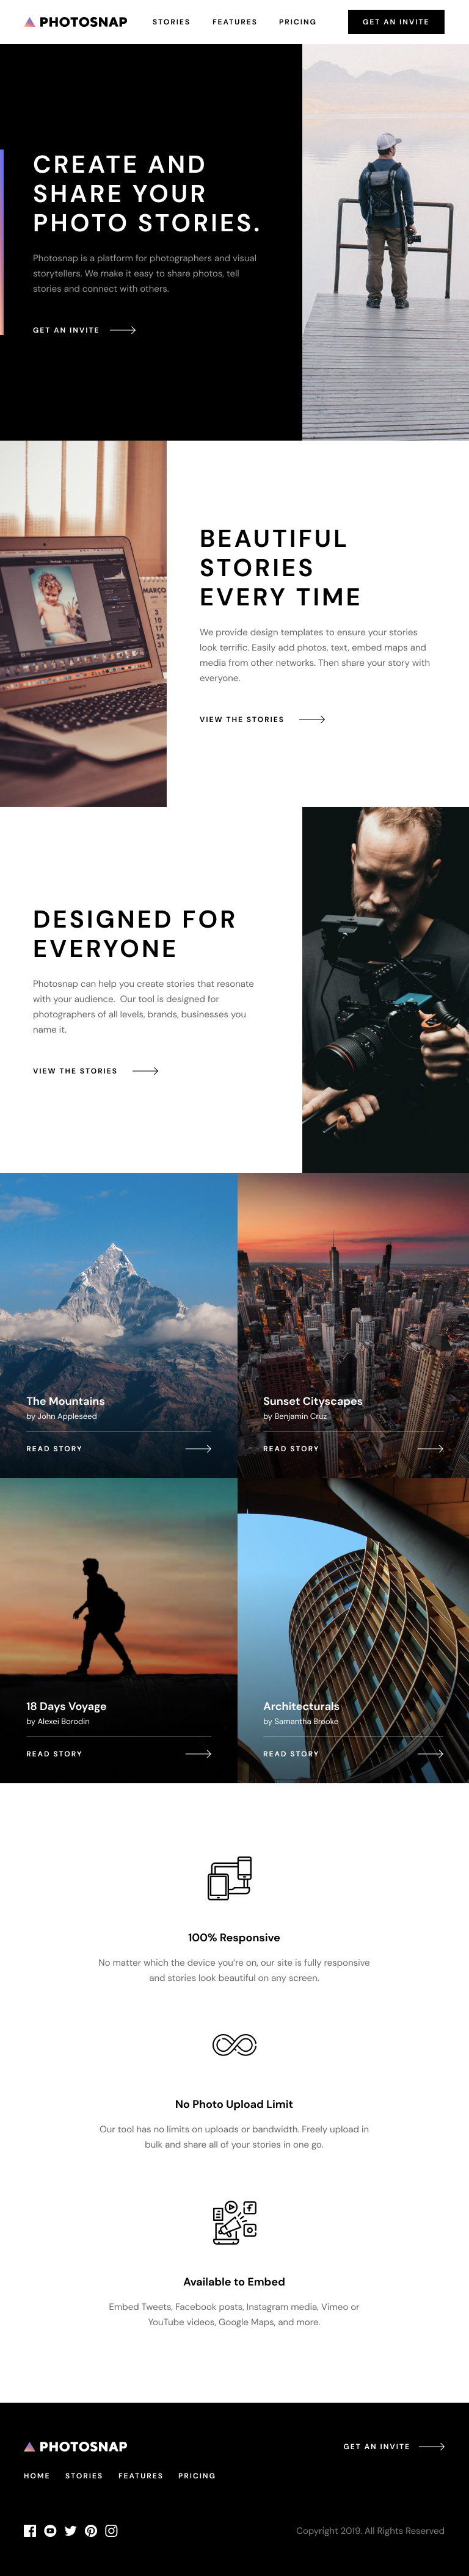 PHOTOSNAP STORIES FEATURES PRICING GET AN INVITE
CREATE AND
SHARE YOUR
PHOTO STORIES.
Photosnap is a platform for photographers and visual
storytellers. We make it easy to share photos, tell
stories and connect with others.
GET AN INVITE
MARÇO
BEAUTIFUL
STORIES
EVERY TIME
We provide design templates to ensure your stories
look terrific. Easily add photos, text, embed maps and
media from other networks. Then share your story with
everyone.
VIEW THE STORIES
DESIGNED FOR
EVERYONE
Photosnap can help you create stories that resonate
with your audience.  Our tool is designed for
photographers of all levels, brands, businesses you
name it.
VIEW THE STORIES
The Mountains
by John Appleseed
READ STORY
Sunset Cityscapes
by Benjamin Cruz
READ STORY
18 Days Voyage
by Alexei Borodin
READ STORY
Architecturals
by Samantha Brooke
READ STORY
100% Responsive
No matter which the device you're on, our site is fully responsive
and stories look beautiful on any screen.
No Photo Upload Limit
Our tool has no limits on uploads or bandwidth. Freely upload in
bulk and share all of your stories in one go.
Available to Embed
Embed Tweets, Facebook posts, Instagram media, Vimeo or
YouTube videos, Google Maps, and more.
PHOTOSNAP
GET AN INVITE
HOME STORIES FEATURES PRICING
Copyright 2019. All Rights Reserved